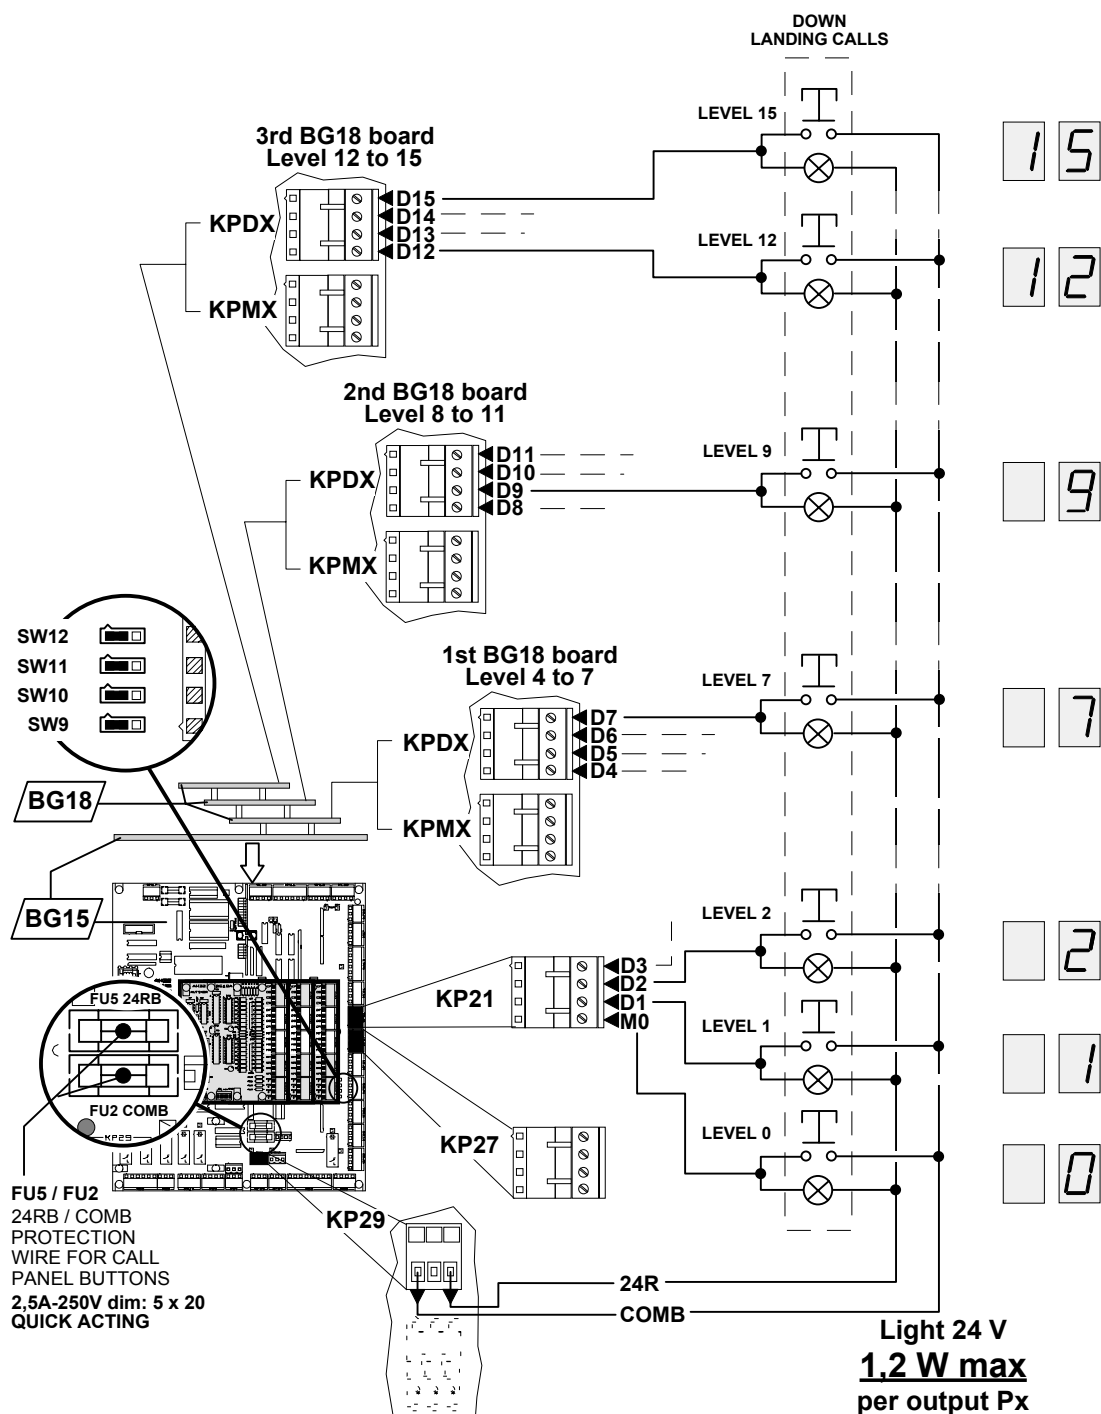 DOWN
LANDING CALLS
LEVEL 15
15
3rd BG18 board
Level 12 to 15
D15
D14
D13
D12
KPDX
KPMX
LEVEL 12
12
2nd BG18 board
Level 8 to 11
D11
D10
D9
D8
KPDX
KPMX
LEVEL 9
9
SW12
SW11
SW10
SW9
1st BG18 board
Level 4 to 7
D7
D6
D5
D4
KPDX
KPMX
LEVEL 7
7
BG18
BG15
LEVEL 2
2
KP21
D3
D2
D1
M0
LEVEL 1
1
FU5 24RB
FU2 COMB
KP29
LEVEL 0
0
KP27
KP29
FU5 / FU2
24RB / COMB
PROTECTION
WIRE FOR CALL
PANEL BUTTONS
2,5A-250V dim: 5 x 20
QUICK ACTING
24R
COMB
Light 24 V
1,2 W max
per output Px